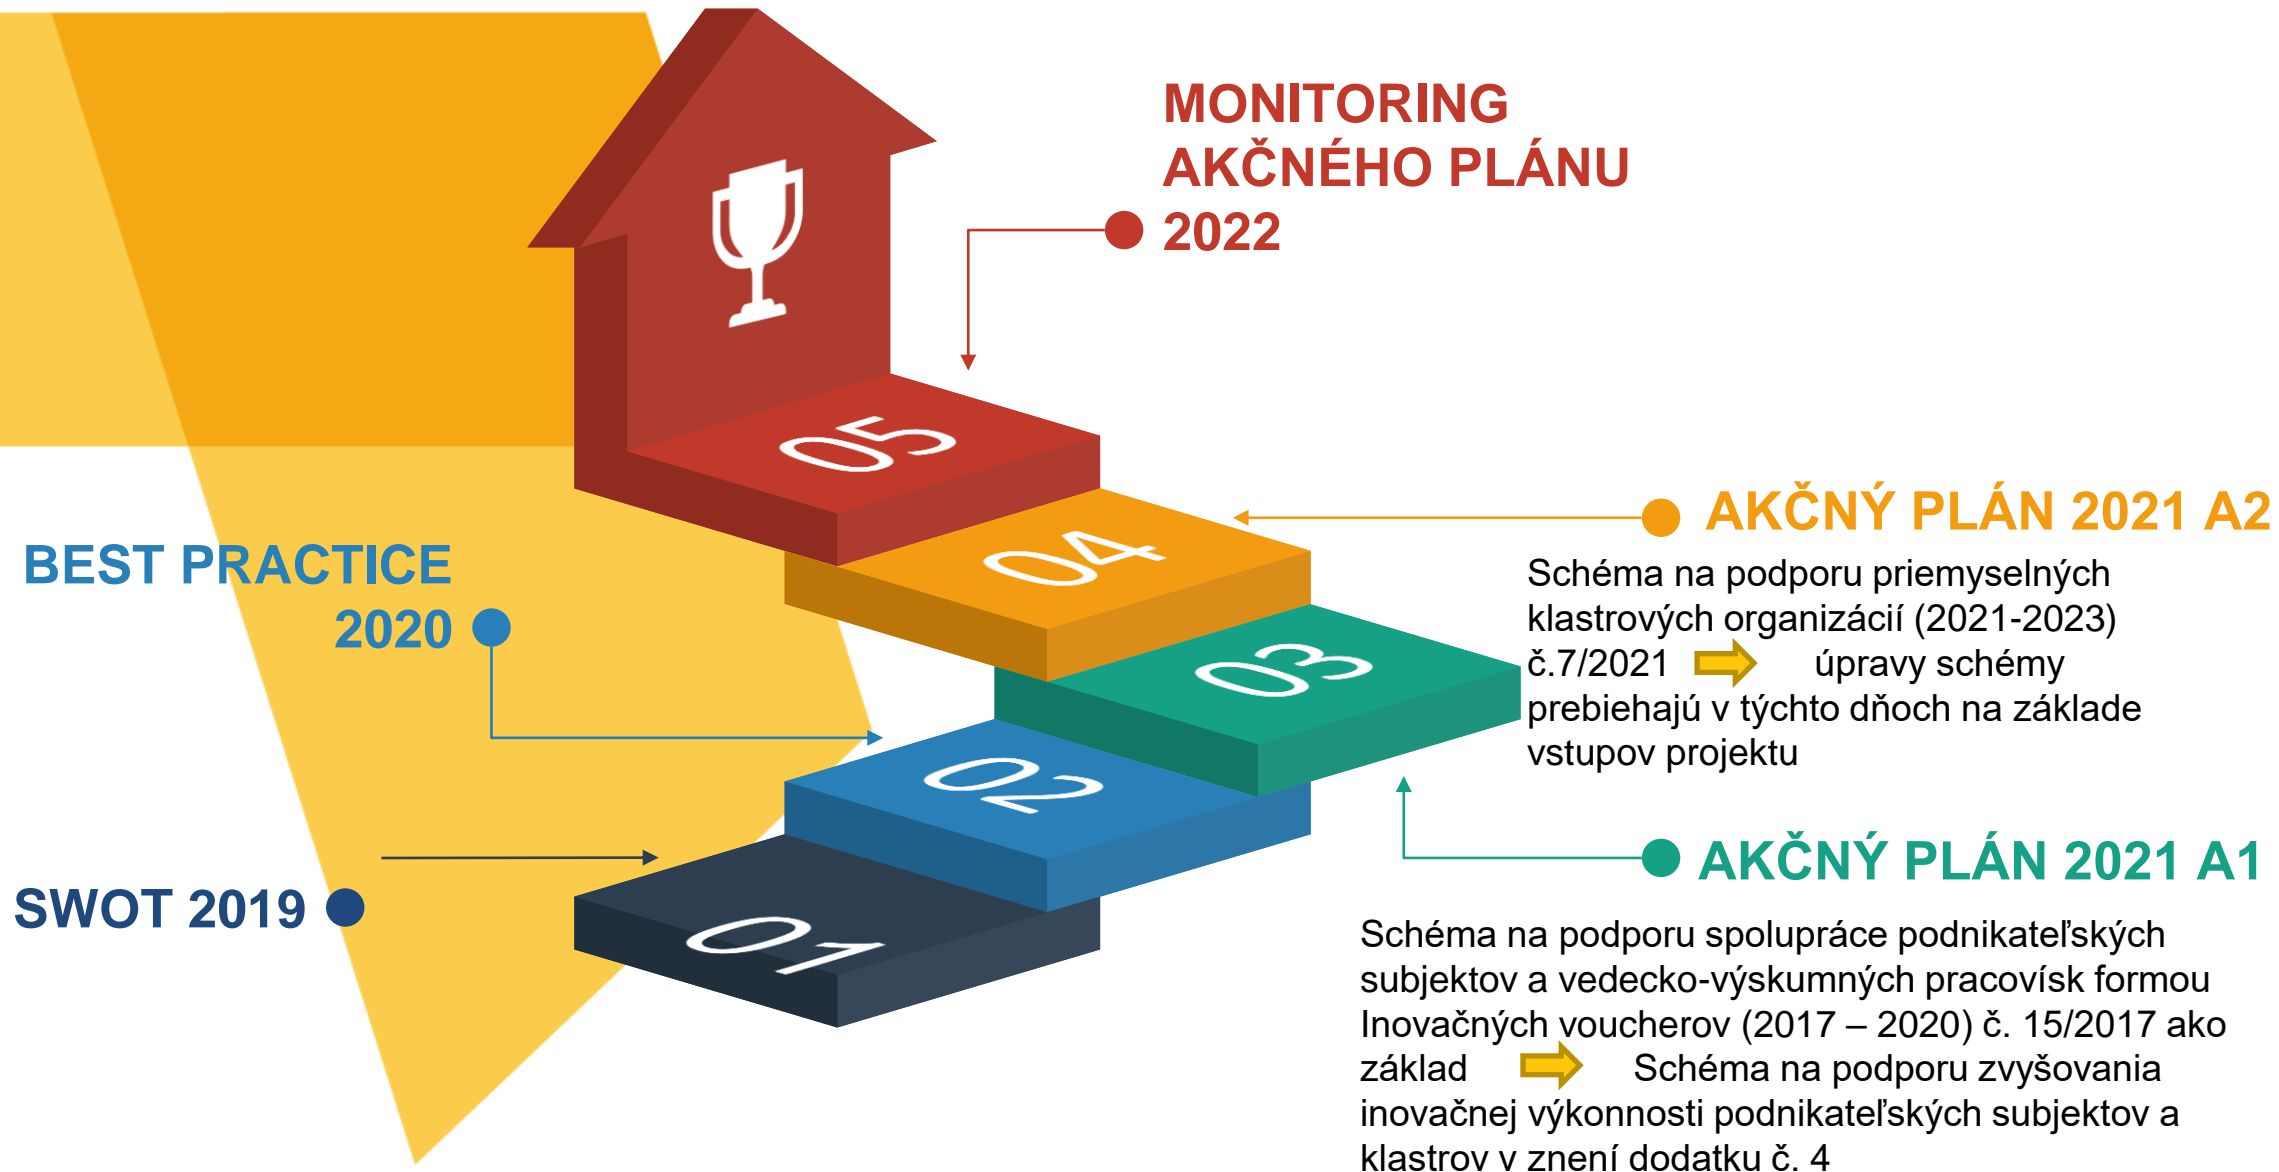 MONITORING
AKČNÉHO PLÁNU
2022
05
AKČNÝ PLÁN 2021 A2
04
Schéma na podporu priemyselných
klastrových organizácií (2021-2023)
č.7/2021 úpravy schémy
prebiehajú v týchto dňoch na základe
vstupov projektu
BEST PRACTICE
2020
03
02
AKČNÝ PLÁN 2021 A1
SWOT 2019
01
Schéma na podporu spolupráce podnikateľských
subjektov a vedecko-výskumných pracovísk formou
Inovačných voucherov (2017 – 2020) č. 15/2017 ako
základ Schéma na podporu zvyšovania
inovačnej výkonnosti podnikateľských subjektov a
klastrov v znení dodatku č. 4